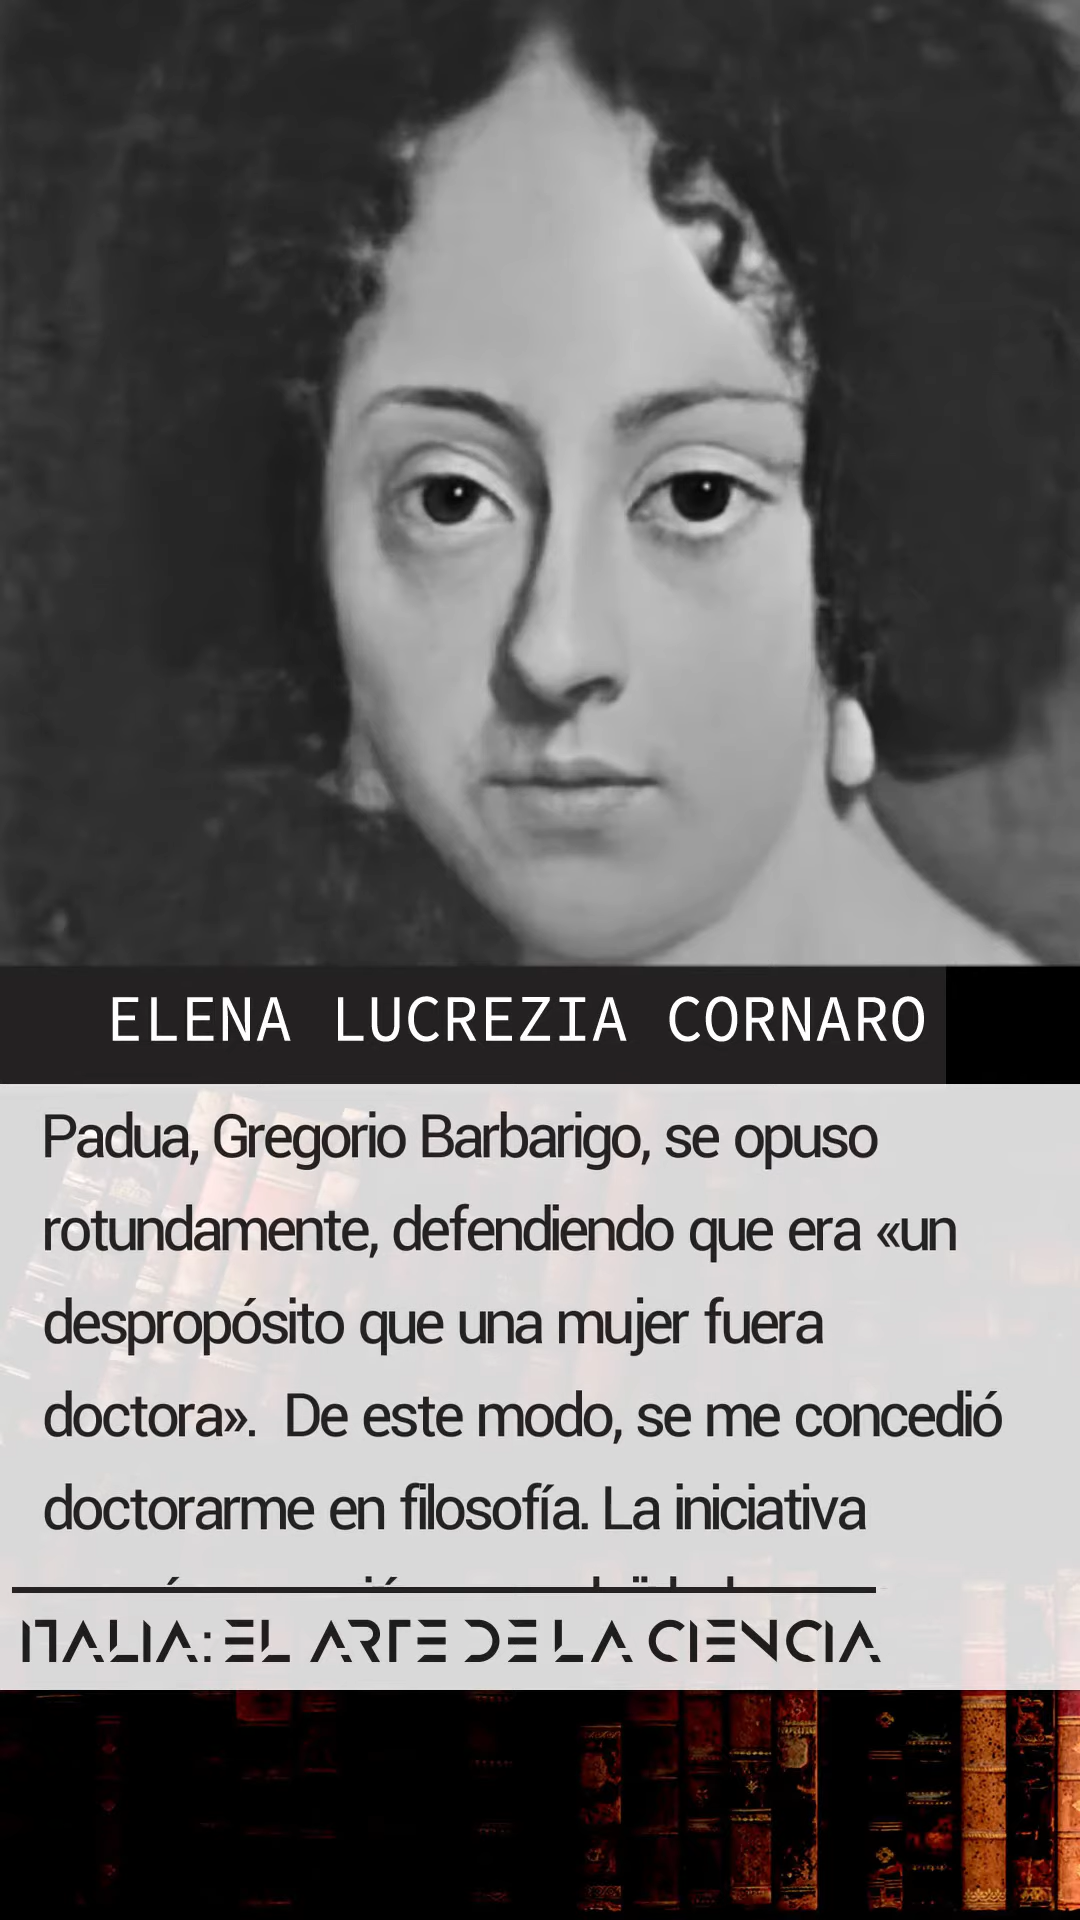 ELENA LUCREZIA CORNARO
Padua, Gregorio Barbarigo, se opuso
rotundamente, defendiendo que era «un
despropósito que una mujer fuera
doctora». De este modo, se me concedió
doctorarme en filosofía. La iniciativa
ITALIA: EL ARTE DE LA CIENCIA